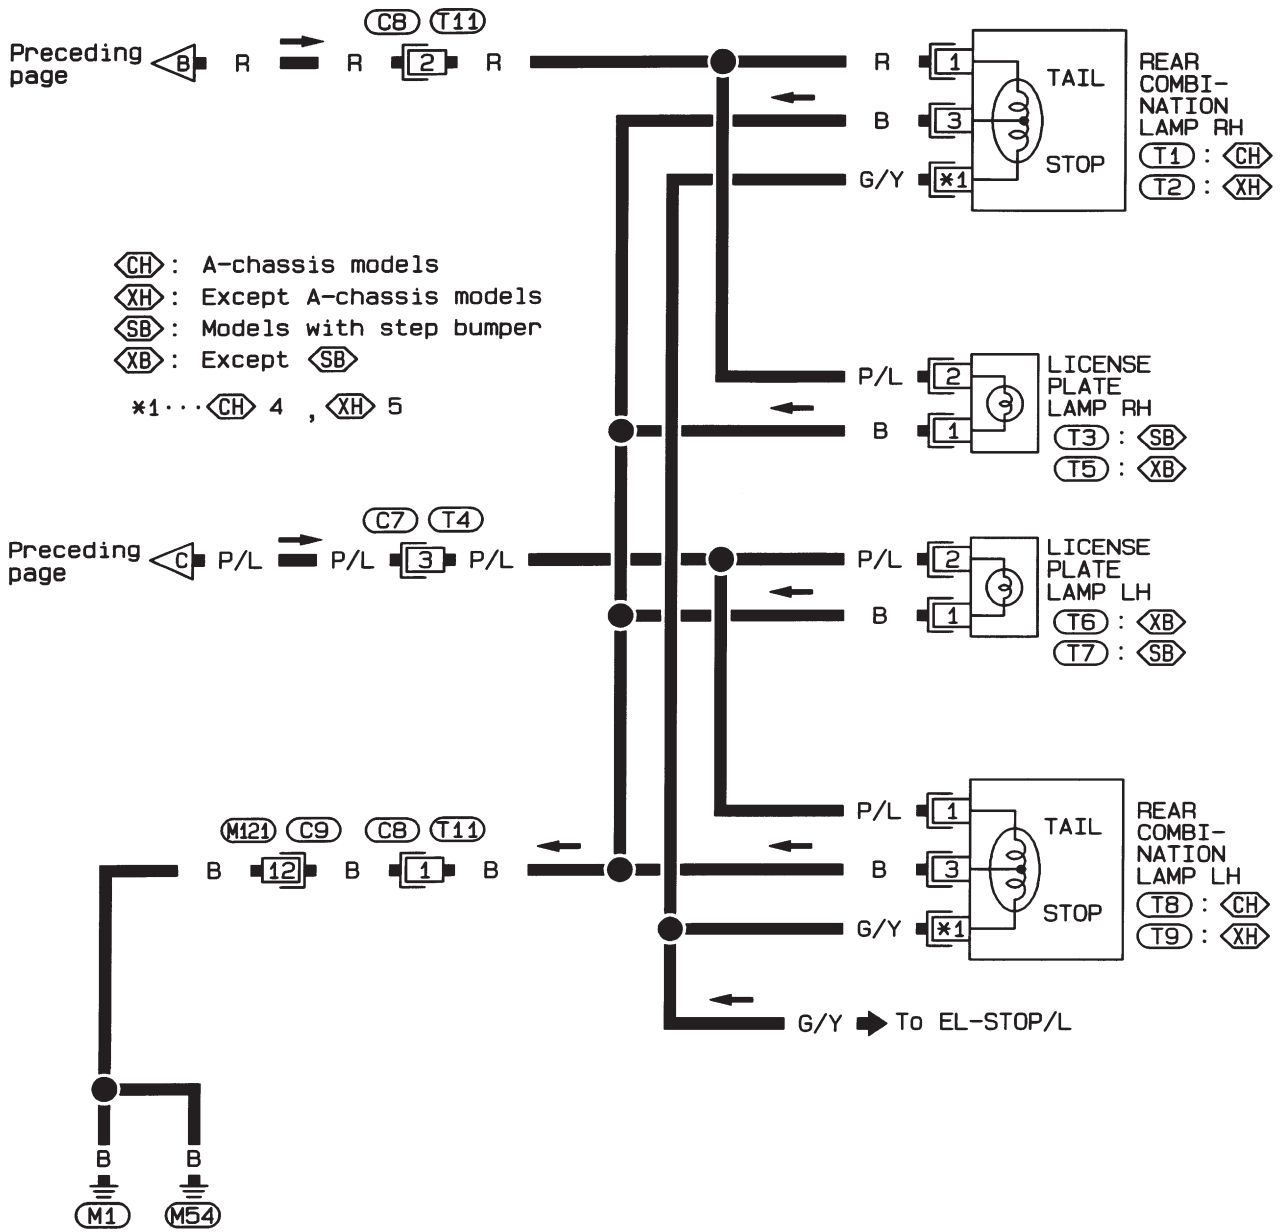 C8 T11
Preceding page B R R 2 R R 1 TAIL
B 3
G/Y *1 STOP
REAR
COMBI-
NATION
LAMP RH
T1 : CH
T2 : XH
CH : A-chassis models
XH : Except A-chassis models
SB : Models with step bumper
XB : Except SB
*1···CH 4 , XH 5
P/L 2
B 1
LICENSE
PLATE
LAMP RH
T3 : SB
T5 : XB
C7 T4
Preceding page C P/L P/L 3 P/L P/L 2
B 1
LICENSE
PLATE
LAMP LH
T6 : XB
T7 : SB
P/L 1 TAIL
M121 C9 C8 T11
B 12 B 1 B B 3
G/Y *1 STOP
REAR
COMBI-
NATION
LAMP LH
T8 : CH
T9 : XH
G/Y To EL-STOP/L
B B
M1 M54